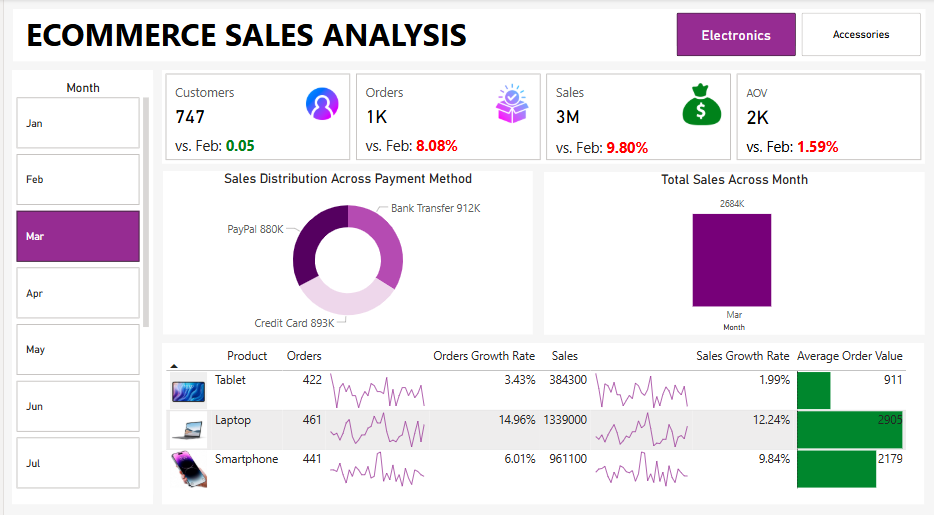 ECOMMERCE SALES ANALYSIS
Electronics
Accessories
Month
Jan
Feb
Mar
Apr
May
Jun
Jul
Customers
747
vs. Feb: 0.05
Orders
1K
vs. Feb: 8.08%
Sales
3M
vs. Feb: 9.80%
AOV
2K
vs. Feb: 1.59%
Sales Distribution Across Payment Method
Bank Transfer 912K
PayPal 880K
Credit Card 893K
Total Sales Across Month
2684K
Mar
Month
Product Orders Orders Growth Rate Sales Sales Growth Rate Average Order Value
Tablet 422 3.43% 384300 1.99% 911
Laptop 461 14.96% 1339000 12.24% 2905
Smartphone 441 6.01% 961100 9.84% 2179